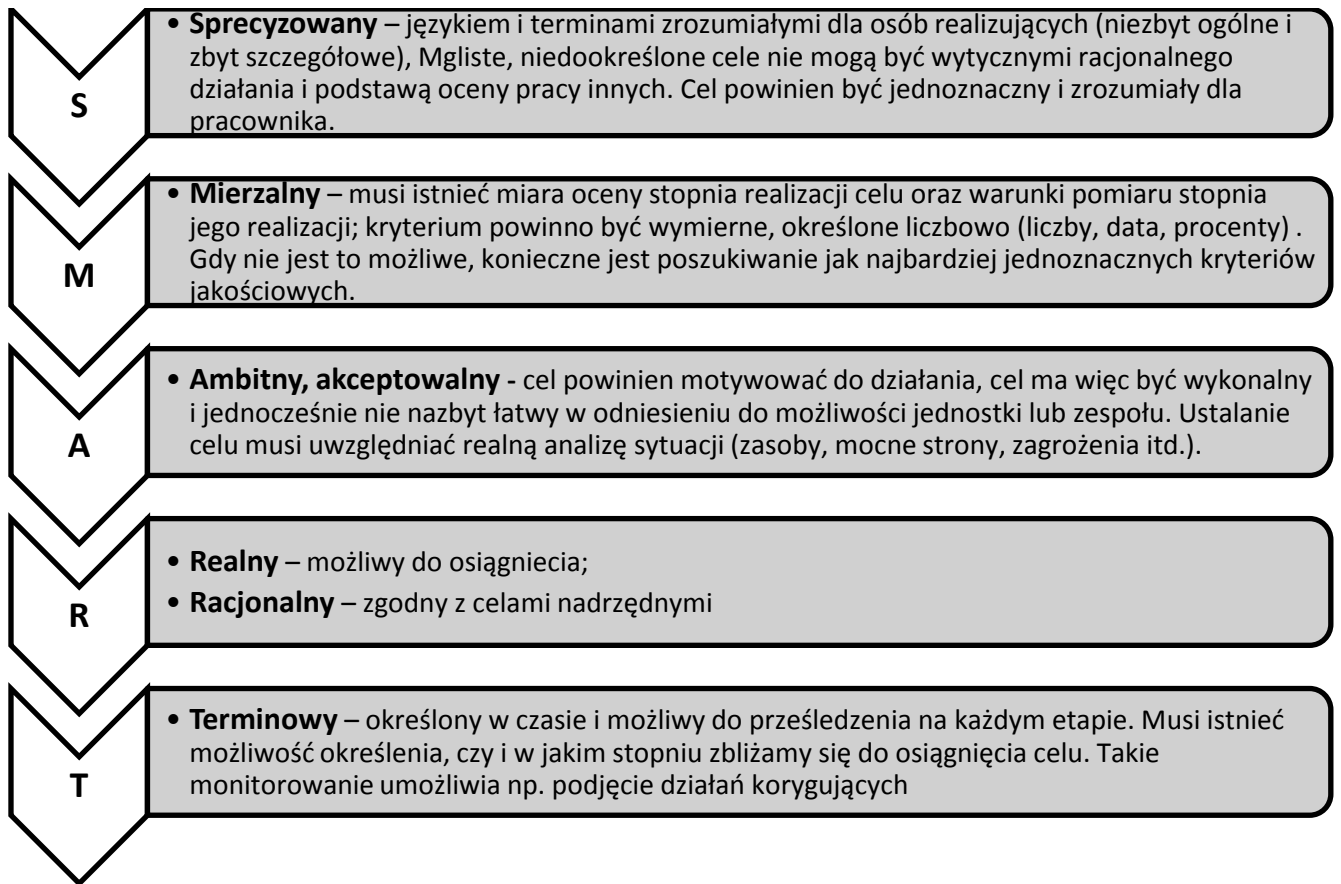 S
• Sprecyzowany – językiem i terminami zrozumiałymi dla osób realizujących (niezbyt ogólne i
zbyt szczegółowe), Mgliste, niedookreślone cele nie mogą być wytycznymi racjonalnego
działania i podstawą oceny pracy innych. Cel powinien być jednoznaczny i zrozumiały dla
pracownika.
M
• Mierzalny – musi istnieć miara oceny stopnia realizacji celu oraz warunki pomiaru stopnia
jego realizacji; kryterium powinno być wymierne, określone liczbowo (liczby, data, procenty) .
Gdy nie jest to możliwe, konieczne jest poszukiwanie jak najbardziej jednoznacznych kryteriów
jakościowych.
A
• Ambitny, akceptowalny - cel powinien motywować do działania, cel ma więc być wykonalny
i jednocześnie nie nazbyt łatwy w odniesieniu do możliwości jednostki lub zespołu. Ustalanie
celu musi uwzględniać realną analizę sytuacji (zasoby, mocne strony, zagrożenia itd.).
R
• Realny – możliwy do osiągniecia;
• Racjonalny – zgodny z celami nadrzędnymi
T
• Terminowy – określony w czasie i możliwy do prześledzenia na każdym etapie. Musi istnieć
możliwość określenia, czy i w jakim stopniu zbliżamy się do osiągnięcia celu. Takie
monitorowanie umożliwia np. podjęcie działań korygujących